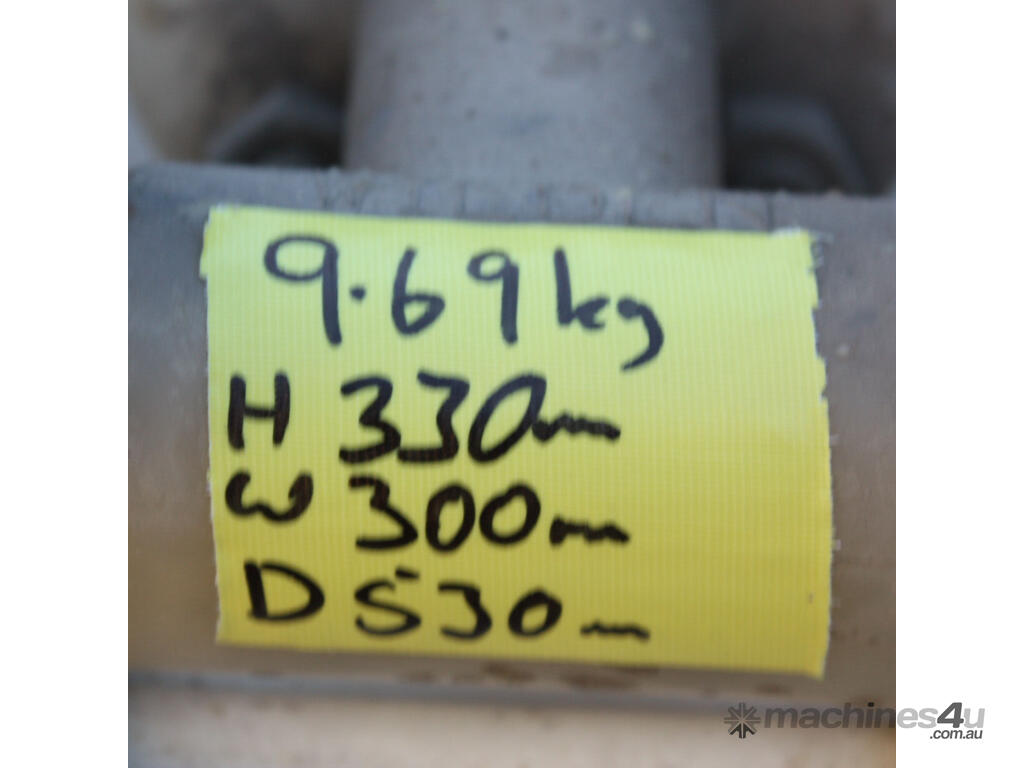 9.69kg
H 330mm
W 300mm
D 530mm
machines4u
.com.au